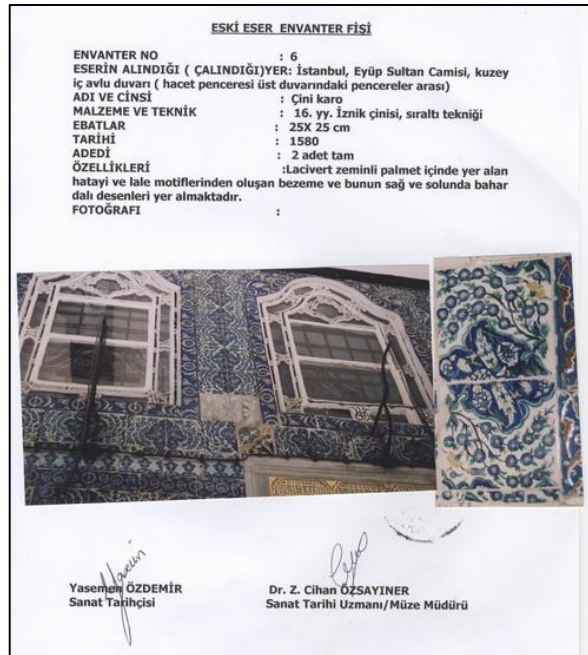 ESKİ ESER ENVANTER FİŞİ
ENVANTER NO : 6
ESERİN ALINDIĞI ( ÇALINDIĞI)YER: İstanbul, Eyüp Sultan Camisi, kuzey
iç avlu duvarı ( hacet penceresi üst duvarındaki pencereler arası)
ADI VE CİNSİ : Çini karo
MALZEME VE TEKNİK : 16. yy. İznik çinisi, sıraltı tekniği
EBATLAR : 25X 25 cm
TARİHİ : 1580
ADEDİ : 2 adet tam
ÖZELLİKLERİ :Lacivert zeminli palmet içinde yer alan
hatayi ve lale motiflerinden oluşan bezeme ve bunun sağ ve solunda bahar
dalı desenleri yer almaktadır.
FOTOĞRAFI :
Yasemen ÖZDEMİR
Sanat Tarihçisi
Dr. Z. Cihan ÖZSAYINER
Sanat Tarihi Uzmanı/Müze Müdürü